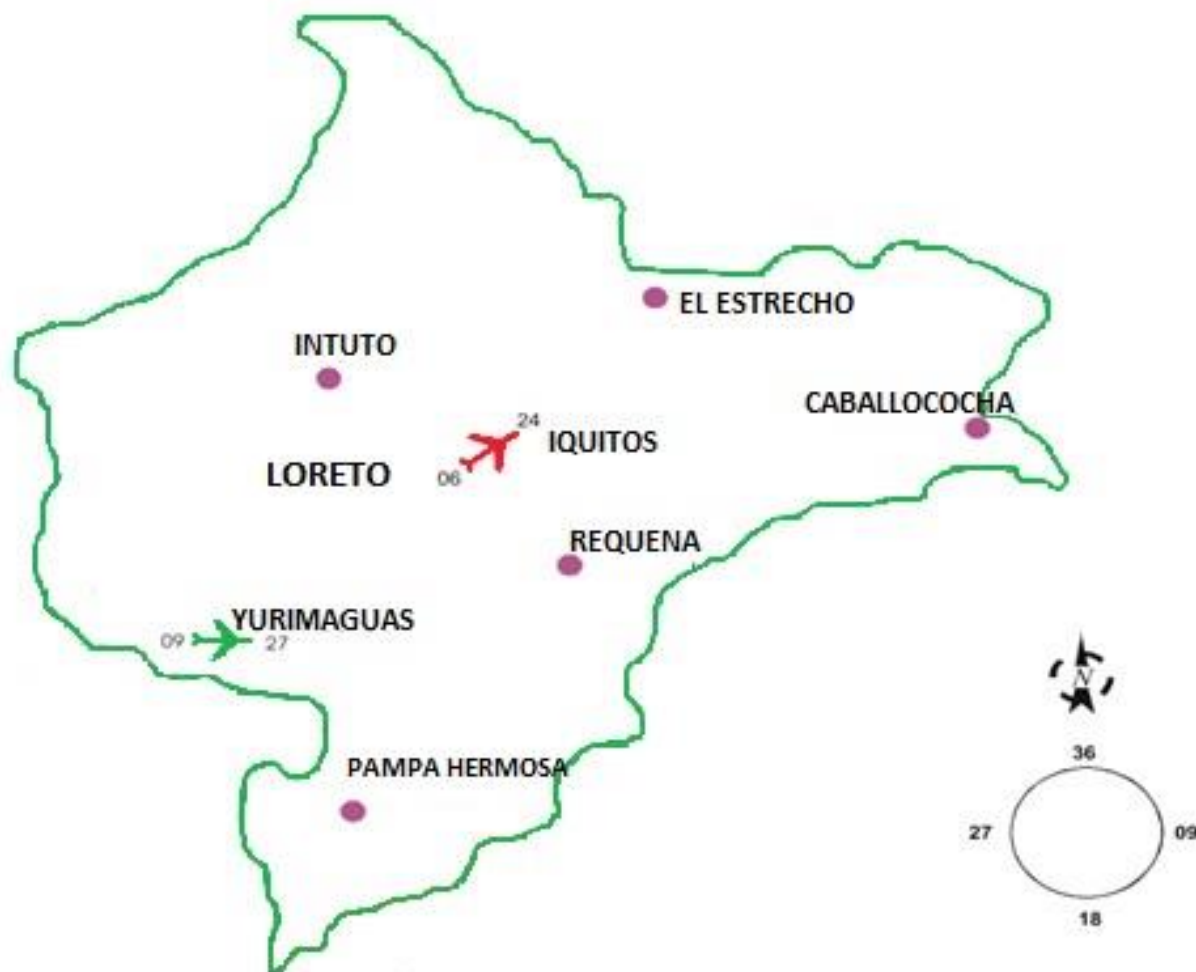 EL ESTRECHO
INTUTO
CABALLOCOCHA
24
IQUITOS
LORETO
06
REQUENA
YURIMAGUAS
09
27
N
PAMPA HERMOSA
36
27
09
18